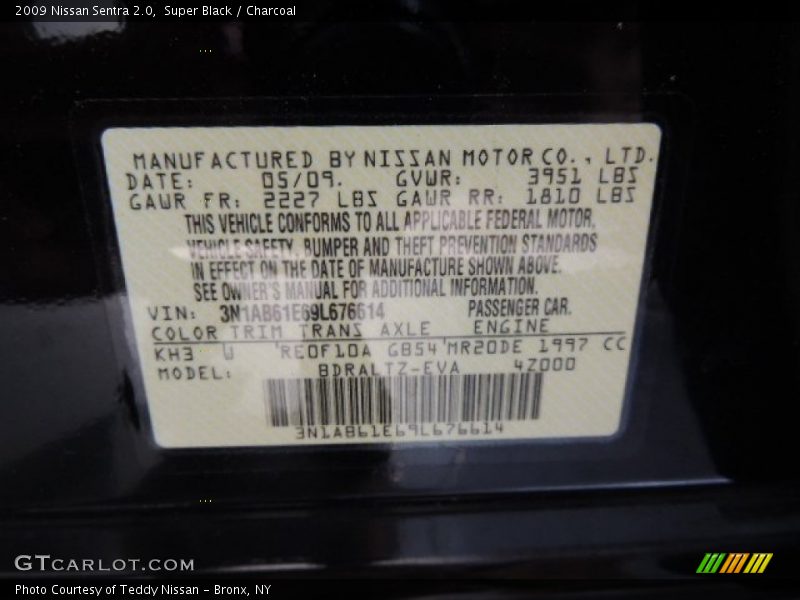 2009 Nissan Sentra 2.0, Super Black / Charcoal
MANUFACTURED BY NISSAN MOTOR CO., LTD.
DATE: 05/09. GVWR: 3951 LBS
GAWR FR: 2227 LBS GAWR RR: 1810 LBS
THIS VEHICLE CONFORMS TO ALL APPLICABLE FEDERAL MOTOR
VEHICLE SAFETY, BUMPER AND THEFT PREVENTION STANDARDS
IN EFFECT ON THE DATE OF MANUFACTURE SHOWN ABOVE.
SEE OWNER'S MANUAL FOR ADDITIONAL INFORMATION.
VIN: 3N1AB61E69L676614 PASSENGER CAR.
COLOR TRIM TRANS AXLE ENGINE
KH3 W 'RE0F10A GB54'MR20DE 1997 CC
MODEL: BDRALTZ-EVA 4Z000
3N1AB61E69L676614
GTCARLOT.COM
Photo Courtesy of Teddy Nissan - Bronx, NY